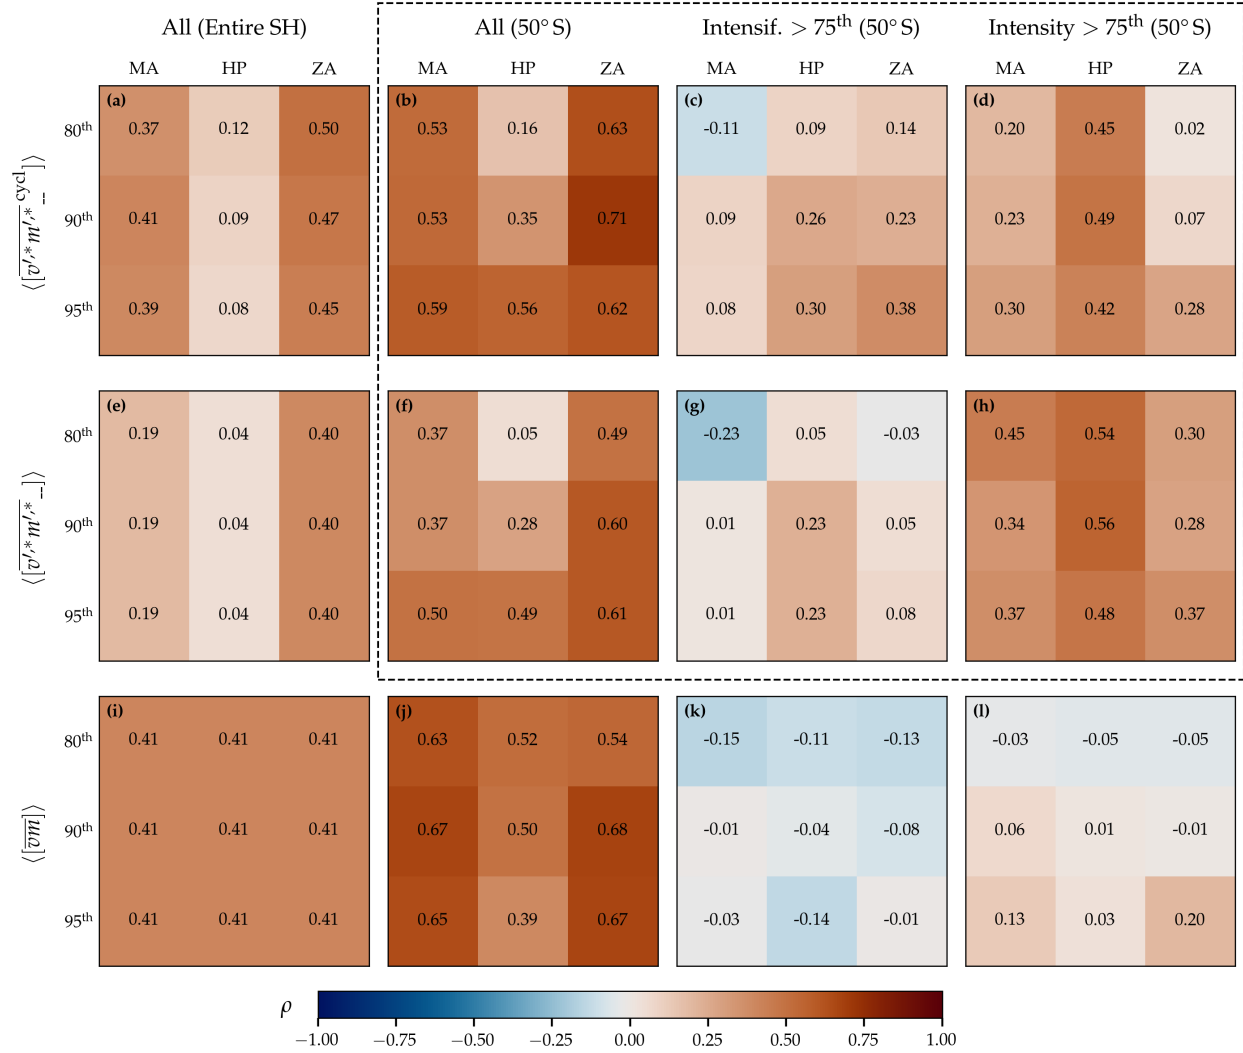 All (Entire SH) All (50° S) Intensif. > 75th (50° S) Intensity > 75th (50° S)
MA HP ZA MA HP ZA MA HP ZA MA HP ZA
(a) (b) (c) (d)
80th 0.37 0.12 0.50 0.53 0.16 0.63 -0.11 0.09 0.14 0.20 0.45 0.02
⟨[v′,*m′,*_ _cycl]⟩
90th 0.41 0.09 0.47 0.53 0.35 0.71 0.09 0.26 0.23 0.23 0.49 0.07
95th 0.39 0.08 0.45 0.59 0.56 0.62 0.08 0.30 0.38 0.30 0.42 0.28
(e) (f) (g) (h)
80th 0.19 0.04 0.40 0.37 0.05 0.49 -0.23 0.05 -0.03 0.45 0.54 0.30
⟨[v′,*m′,*_ _]⟩
90th 0.19 0.04 0.40 0.37 0.28 0.60 0.01 0.23 0.05 0.34 0.56 0.28
95th 0.19 0.04 0.40 0.50 0.49 0.61 0.01 0.23 0.08 0.37 0.48 0.37
(i) (j) (k) (l)
80th 0.41 0.41 0.41 0.63 0.52 0.54 -0.15 -0.11 -0.13 -0.03 -0.05 -0.05
⟨[vm]⟩
90th 0.41 0.41 0.41 0.67 0.50 0.68 -0.01 -0.04 -0.08 0.06 0.01 -0.01
95th 0.41 0.41 0.41 0.65 0.39 0.67 -0.03 -0.14 -0.01 0.13 0.03 0.20
ρ
−1.00 −0.75 −0.50 −0.25 0.00 0.25 0.50 0.75 1.00